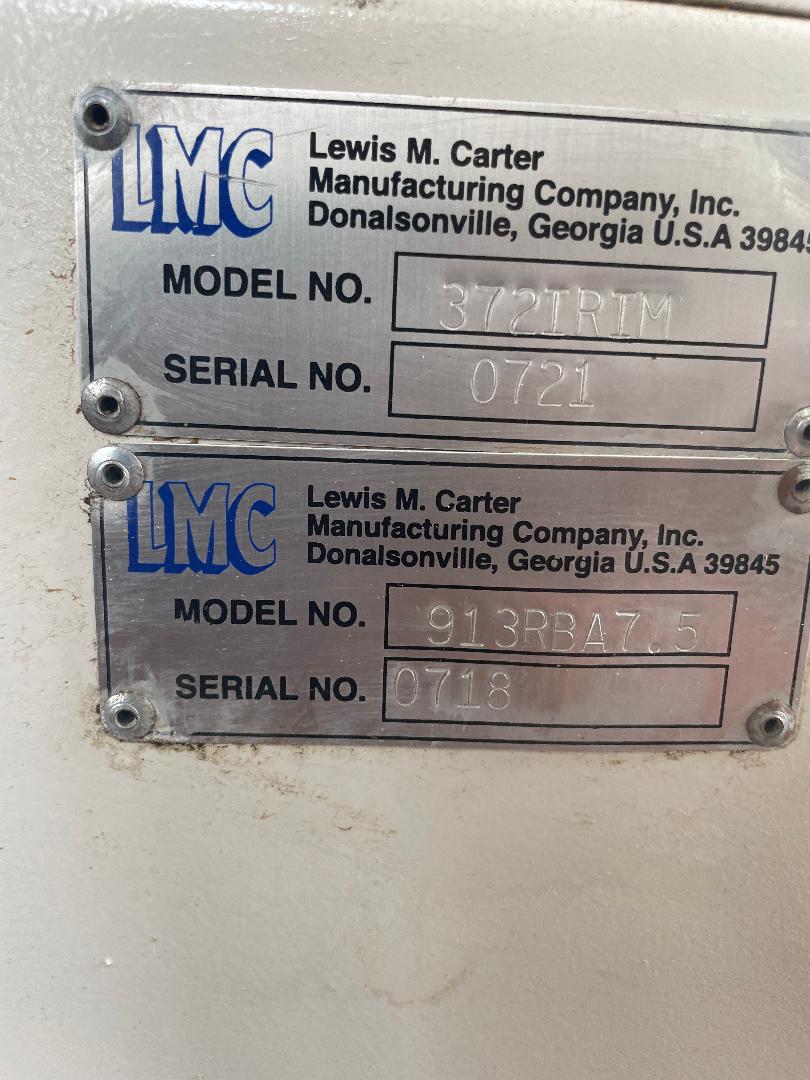 LMC
Lewis M. Carter
Manufacturing Company, Inc.
Donalsonville, Georgia U.S.A 39845
MODEL NO. 372IRIM
SERIAL NO. 0721
LMC
Lewis M. Carter
Manufacturing Company, Inc.
Donalsonville, Georgia U.S.A 39845
MODEL NO. 913RBA7.5
SERIAL NO. 0718